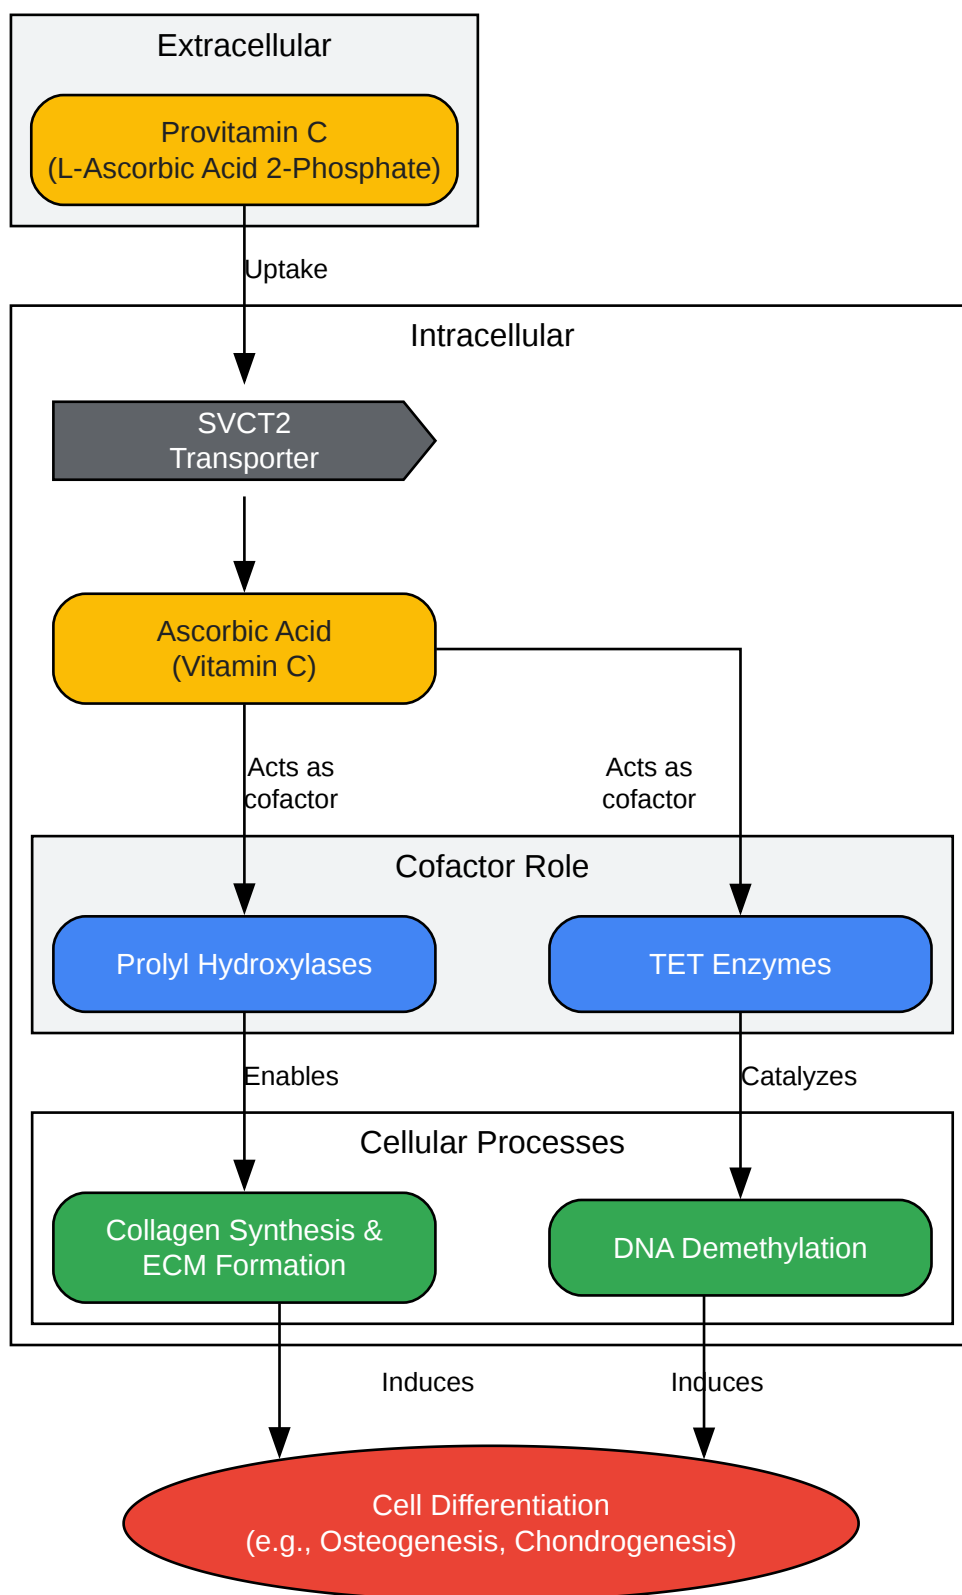 Extracellular
Provitamin C
(L-Ascorbic Acid 2-Phosphate)
Uptake
Intracellular
SVCT2
Transporter
Ascorbic Acid
(Vitamin C)
Acts as
cofactor
Acts as
cofactor
Cofactor Role
Prolyl Hydroxylases
TET Enzymes
Enables
Catalyzes
Cellular Processes
Collagen Synthesis &
ECM Formation
DNA Demethylation
Induces
Induces
Cell Differentiation
(e.g., Osteogenesis, Chondrogenesis)